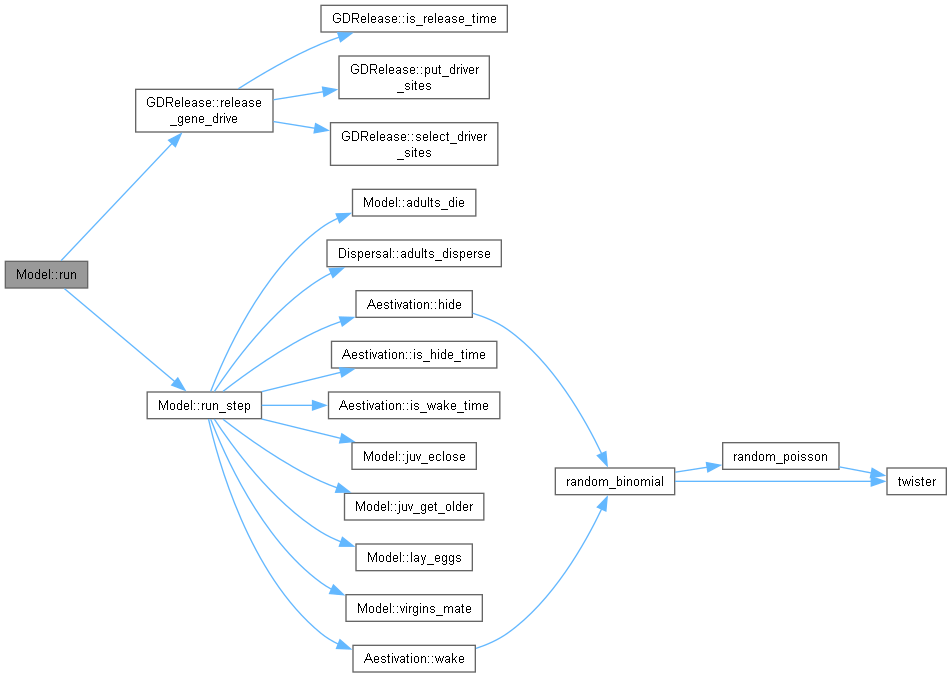 GDRelease::is_release_time
GDRelease::put_driver
_sites
GDRelease::release
_gene_drive
GDRelease::select_driver
_sites
Model::adults_die
Dispersal::adults_disperse
Model::run
Aestivation::hide
Aestivation::is_hide_time
Model::run_step
Aestivation::is_wake_time
Model::juv_eclose
random_poisson
random_binomial
twister
Model::juv_get_older
Model::lay_eggs
Model::virgins_mate
Aestivation::wake